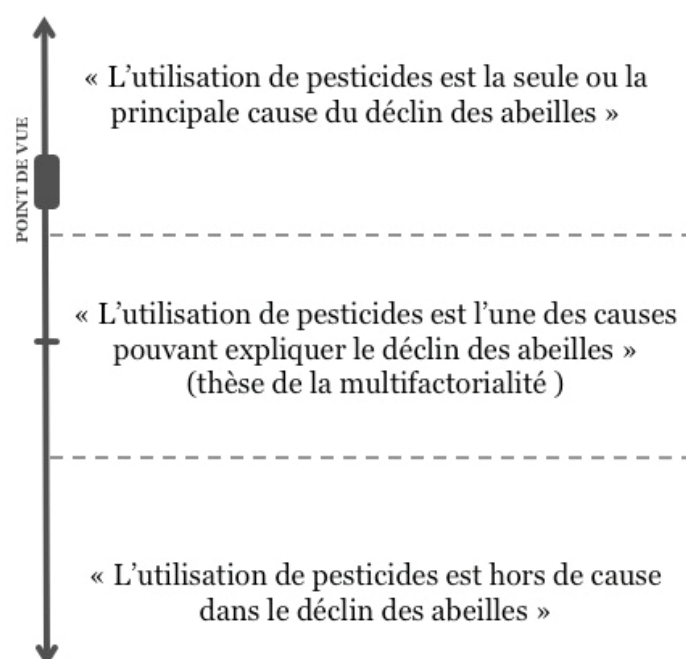 POINT DE VUE
« L’utilisation de pesticides est la seule ou la
principale cause du déclin des abeilles »
« L’utilisation de pesticides est l’une des causes
pouvant expliquer le déclin des abeilles »
(thèse de la multifactorialité )
« L’utilisation de pesticides est hors de cause
dans le déclin des abeilles »